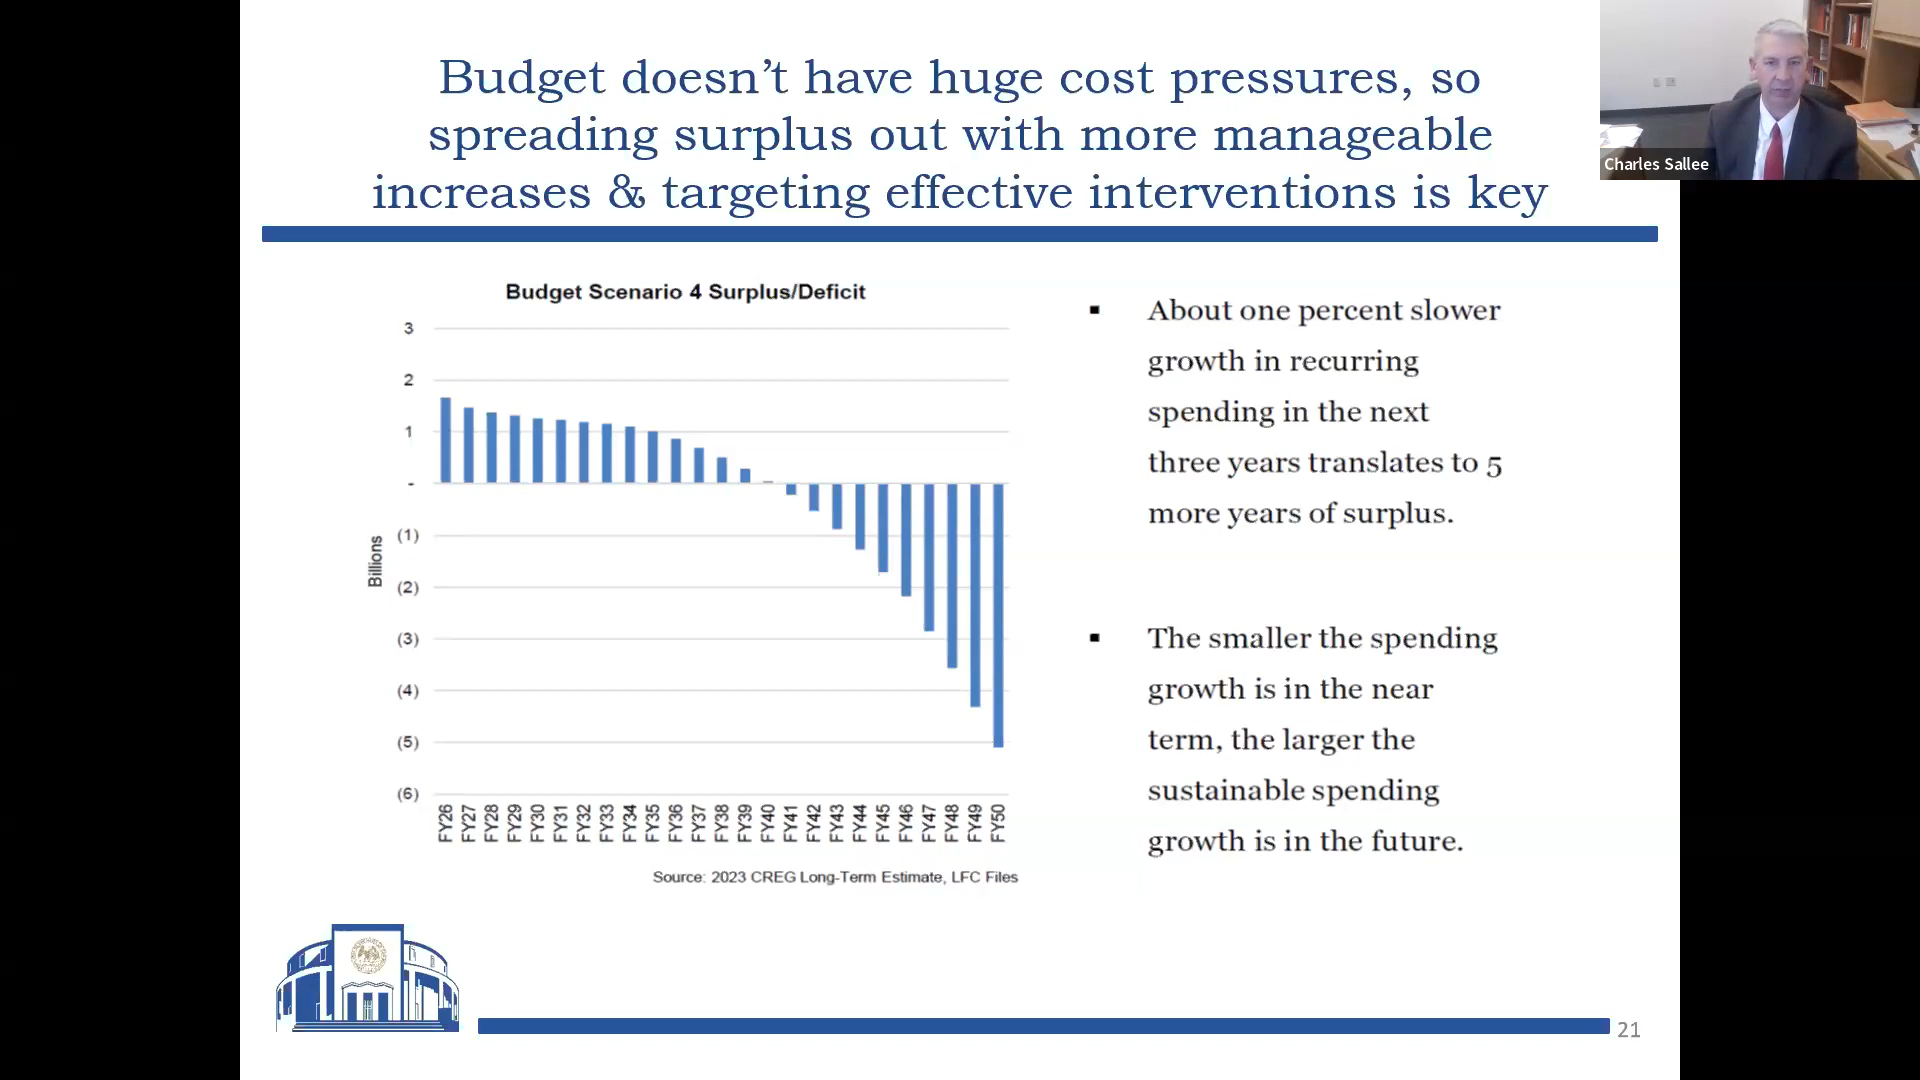 Budget doesn’t have huge cost pressures, so
spreading surplus out with more manageable
increases & targeting effective interventions is key
Charles Sallee
Budget Scenario 4 Surplus/Deficit
3
2
1
-
(1)
(2)
(3)
(4)
(5)
(6)
Billions
FY26
FY27
FY28
FY29
FY30
FY31
FY32
FY33
FY34
FY35
FY36
FY37
FY38
FY39
FY40
FY41
FY42
FY43
FY44
FY45
FY46
FY47
FY48
FY49
FY50
Source: 2023 CREG Long-Term Estimate, LFC Files
▪ About one percent slower
growth in recurring
spending in the next
three years translates to 5
more years of surplus.
▪ The smaller the spending
growth is in the near
term, the larger the
sustainable spending
growth is in the future.
21